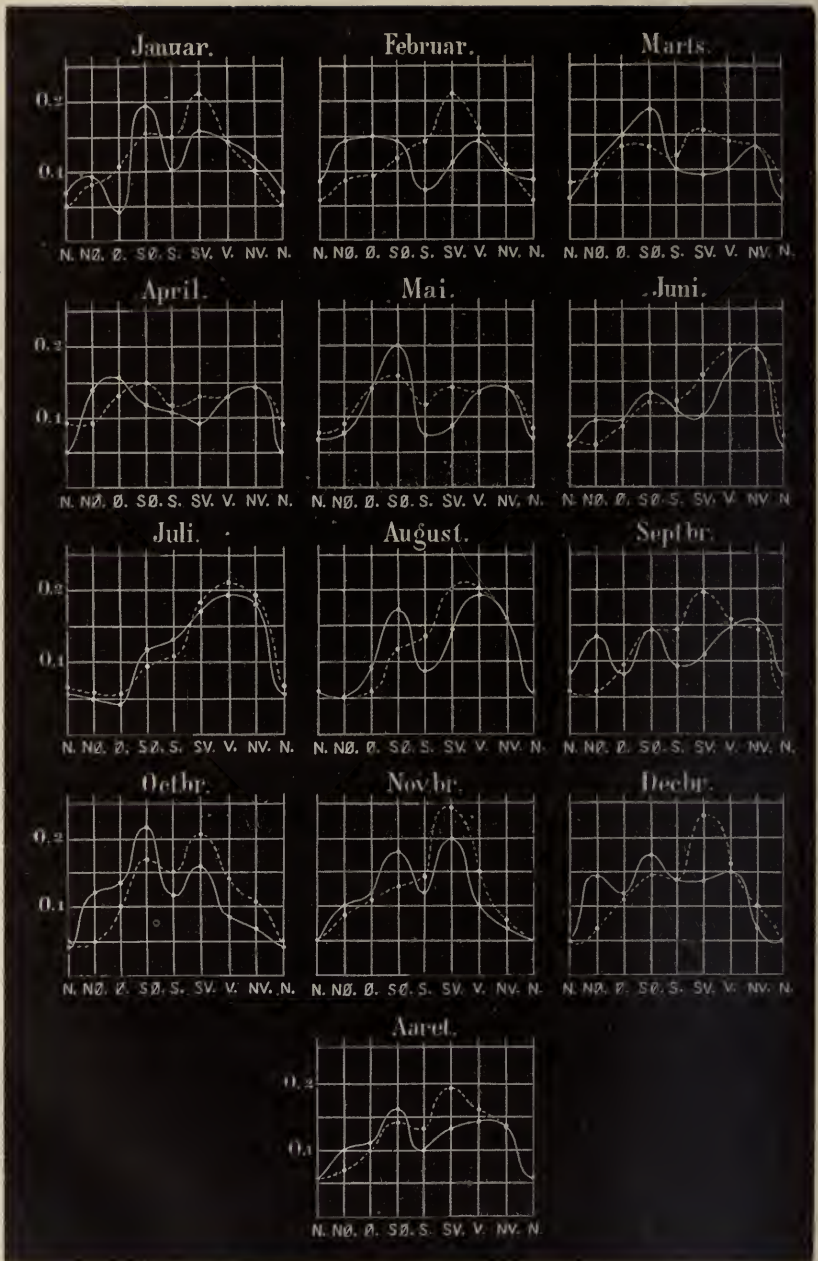 Januar. Februar. Marts.
0.2
0.1
N. NØ. Ø. SØ. S. SV. V. NV. N. N. NØ. Ø. SØ. S. SV. V. NV. N. N. NØ. Ø. SØ. S. SV. V. NV. N.
April. Mai. Juni.
0.2
0.1
N. NØ. Ø. SØ. S. SV. V. NV. N. N. NØ. Ø. SØ. S. SV. V. NV. N. N. NØ. Ø. SØ. S. SV. V. NV. N
Juli. August. Septbr.
0.2
0.1
N. NØ. Ø. SØ. S. SV. V. NV. N. N. NØ. Ø. SØ. S. SV. V. NV. N. N. NØ. Ø. SØ. S. SV. V. NV. N.
Octbr. Novbr. Decbr.
0.2
0.1
N. NØ. Ø. SØ. S. SV. V. NV. N. N. NØ. Ø. SØ. S. SV. V. NV. N. N. NØ. Ø. SØ. S. SV. V. NV. N.
Aaret.
0.2
0.1
N. NØ. Ø. SØ. S. SV. V. NV. N.